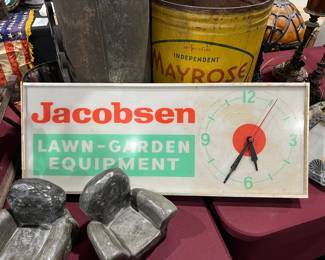 INDEPENDENT
MAYROSE
Jacobsen
LAWN-GARDEN
EQUIPMENT
12
9 3
6